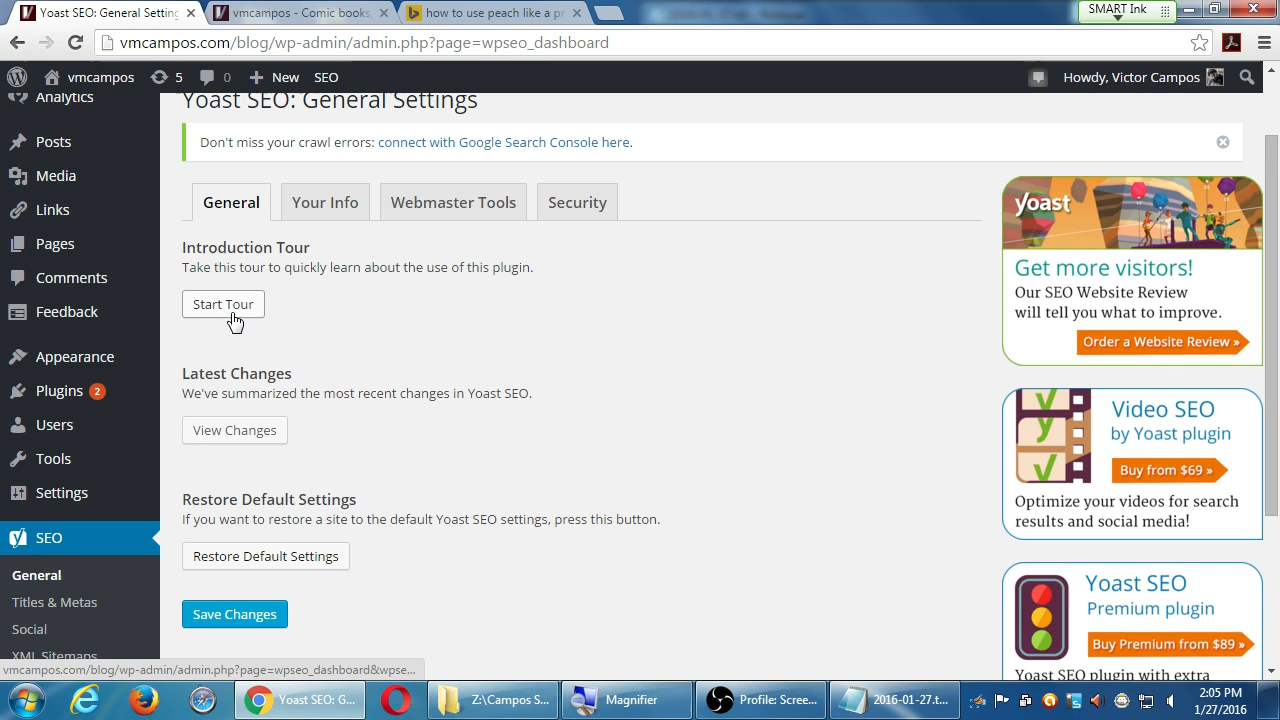 Yoast SEO: General Setting
vmcampos - Comic books,
how to use peach like a pr
SMART Ink
vmcampos.com/blog/wp-admin/admin.php?page=wpseo_dashboard
vmcampos
5
0
New
SEO
Howdy, Victor Campos
Analytics
Posts
Media
Links
Pages
Comments
Feedback
Appearance
Plugins 2
Users
Tools
Settings
SEO
General
Titles & Metas
Social
XML Sitemaps
Yoast SEO: General Settings
Don't miss your crawl errors: connect with Google Search Console here.
General
Your Info
Webmaster Tools
Security
Introduction Tour
Take this tour to quickly learn about the use of this plugin.
Start Tour
Latest Changes
We've summarized the most recent changes in Yoast SEO.
View Changes
Restore Default Settings
If you want to restore a site to the default Yoast SEO settings, press this button.
Restore Default Settings
Save Changes
yoast
Get more visitors!
Our SEO Website Review
will tell you what to improve.
Order a Website Review »
Video SEO
by Yoast plugin
Buy from $69 »
Optimize your videos for search
results and social media!
Yoast SEO
Premium plugin
Buy Premium from $89 »
Yoast SEO plugin with extra
vmcampos.com/blog/wp-admin/admin.php?page=wpseo_dashboard&wpse...
Yoast SEO: G...
Z:\Campos S...
Magnifier
Profile: Scree...
2016-01-27.t...
2:05 PM
1/27/2016